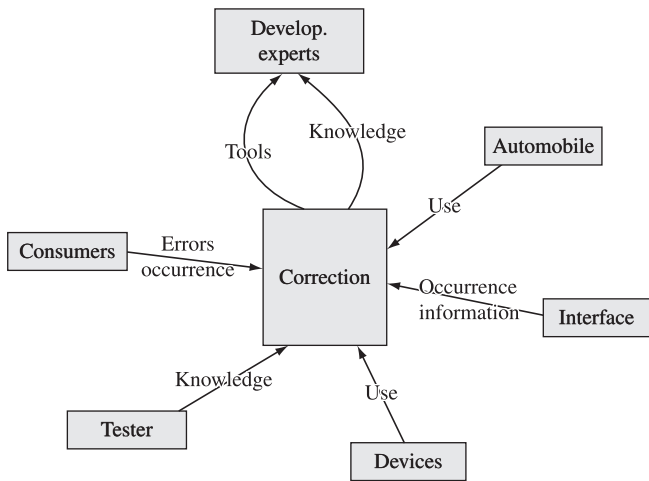 Develop.
experts
Knowledge
Tools
Automobile
Use
Consumers
Errors
occurrence
Correction
Occurrence
information
Interface
Knowledge
Use
Tester
Devices